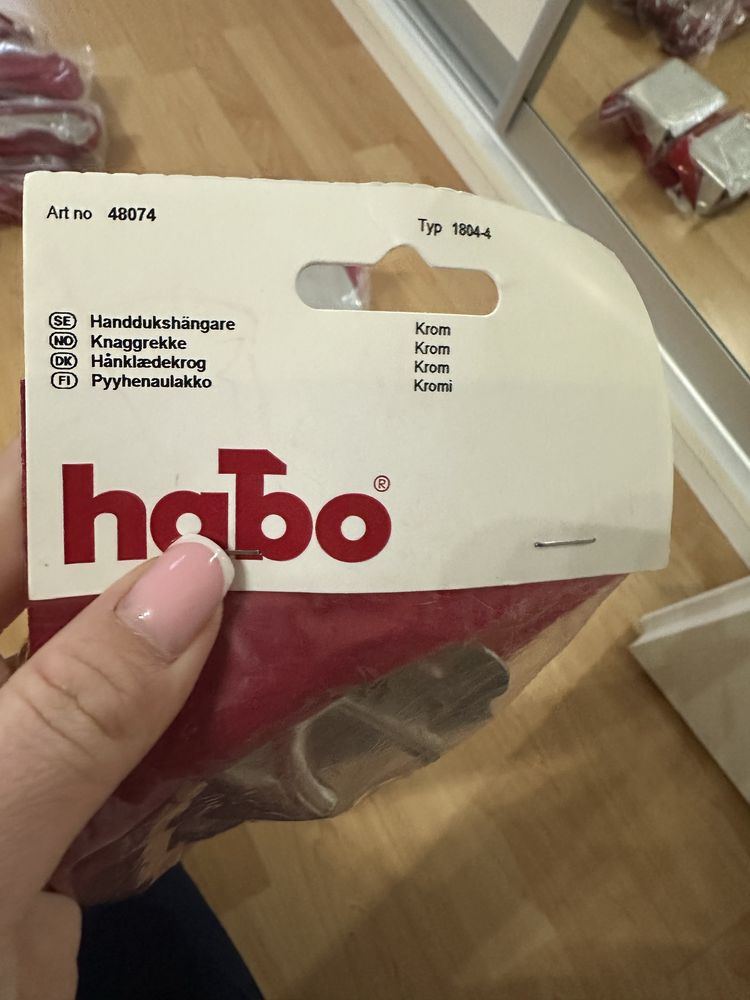 Art no 48074
Typ 1804-4
SE Handdukshängare Krom
NO Knaggrekke Krom
DK Hånklædekrog Krom
FI Pyyhenaulakko Kromi
habo®